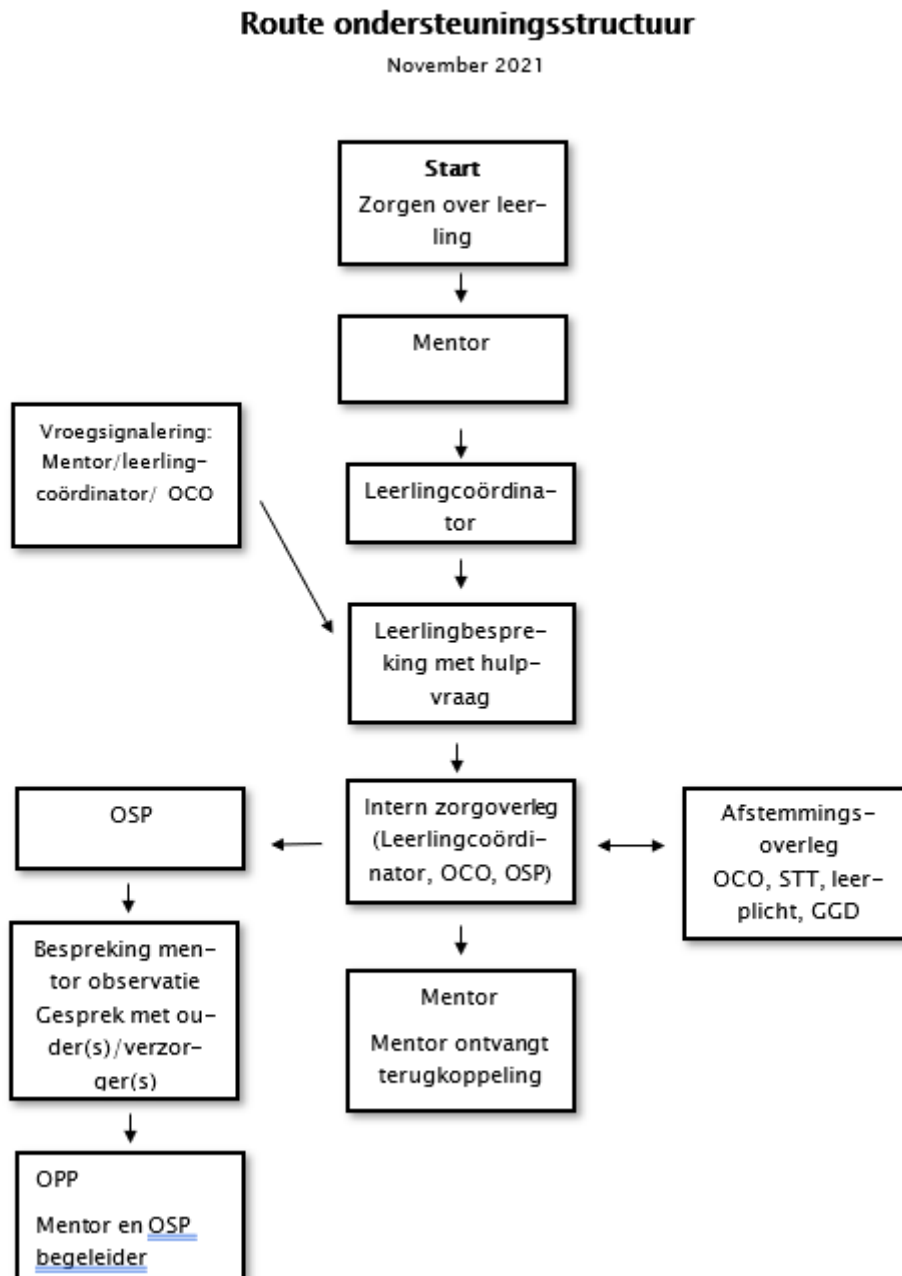 Route ondersteuningsstructuur
November 2021
Start
Zorgen over leer-
ling
Mentor
Vroegsignalering:
Mentor/leerling-
coördinator/ OCO
Leerlingcoördina-
tor
Leerlingbespre-
king met hulp-
vraag
OSP
Intern zorgoverleg
(Leerlingcoördi-
nator, OCO, OSP)
Afstemmings-
overleg
OCO, STT, leer-
plicht, GGD
Bespreking men-
tor observatie
Gesprek met ou-
der(s)/verzor-
ger(s)
Mentor
Mentor ontvangt
terugkoppeling
OPP
Mentor en OSP
begeleider